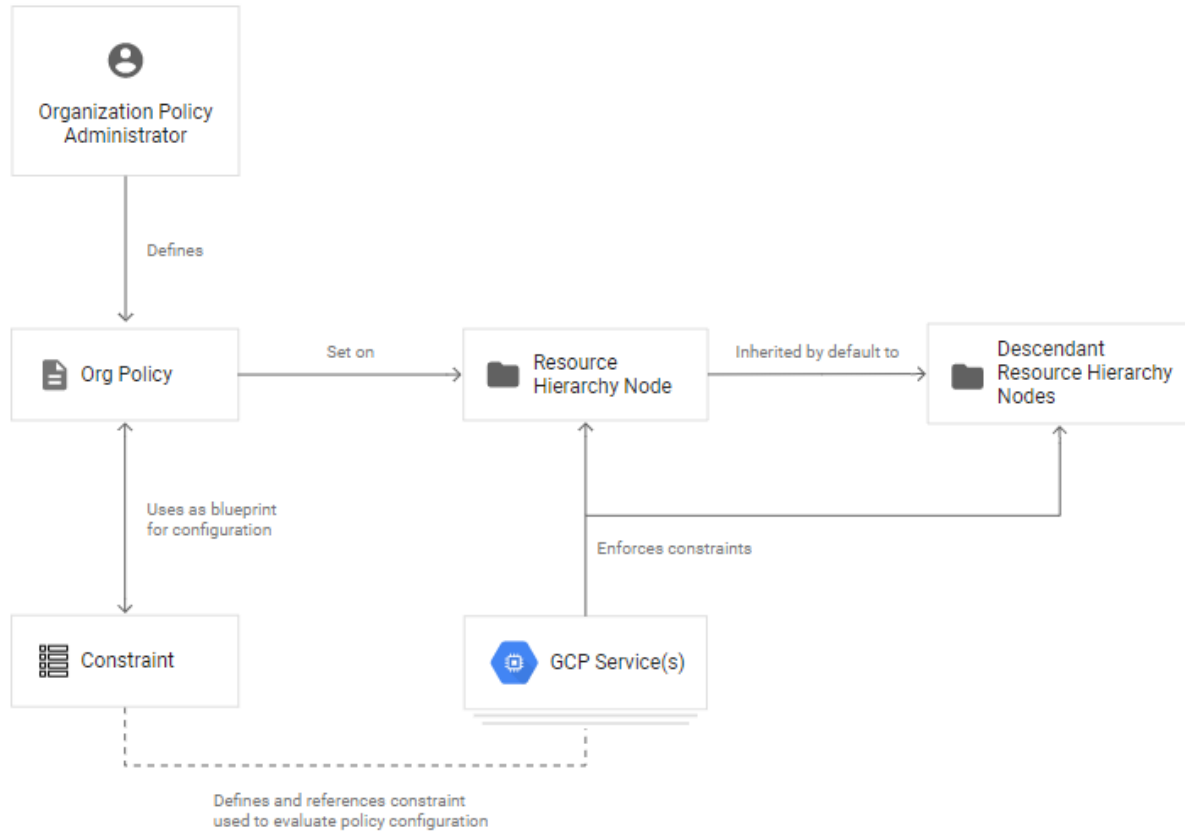 Organization Policy
Administrator
Defines
Org Policy
Set on
Resource
Hierarchy Node
Inherited by default to
Descendant
Resource Hierarchy
Nodes
Uses as blueprint
for configuration
Enforces constraints
Constraint
GCP Service(s)
Defines and references constraint
used to evaluate policy configuration